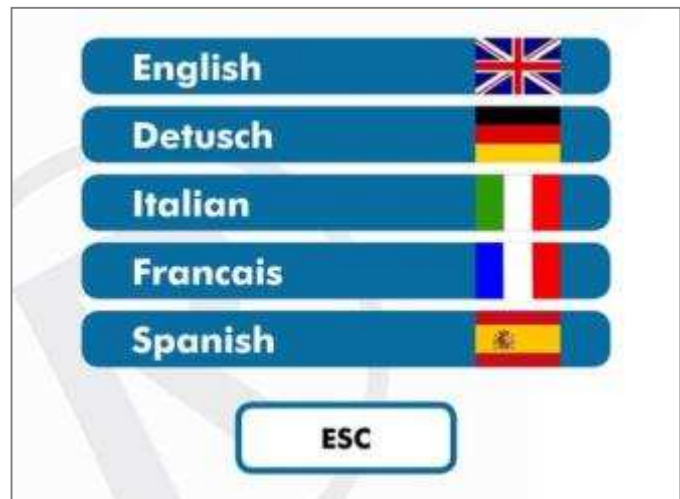 English
Detusch
Italian
Francais
Spanish
ESC